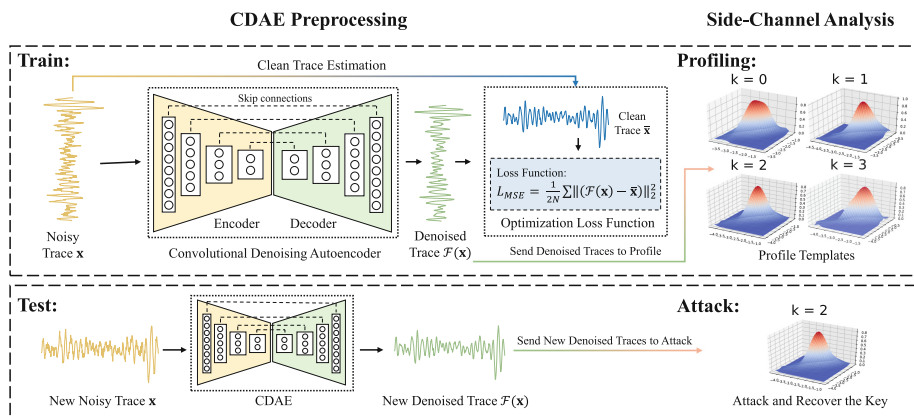 CDAE Preprocessing
Side-Channel Analysis
Train:
Clean Trace Estimation
Skip connections
Encoder
Decoder
Convolutional Denoising Autoencoder
Noisy
Trace x
Denoised
Trace ℱ(x)
Clean
Trace x̄
Loss Function:
L_MSE = 1/2N ∑‖(ℱ(x) − x̄)‖₂²
Optimization Loss Function
Send Denoised Traces to Profile
Profiling:
k = 0
k = 1
k = 2
k = 3
Profile Templates
Test:
New Noisy Trace x
CDAE
New Denoised Trace ℱ(x)
Send New Denoised Traces to Attack
Attack:
k = 2
Attack and Recover the Key